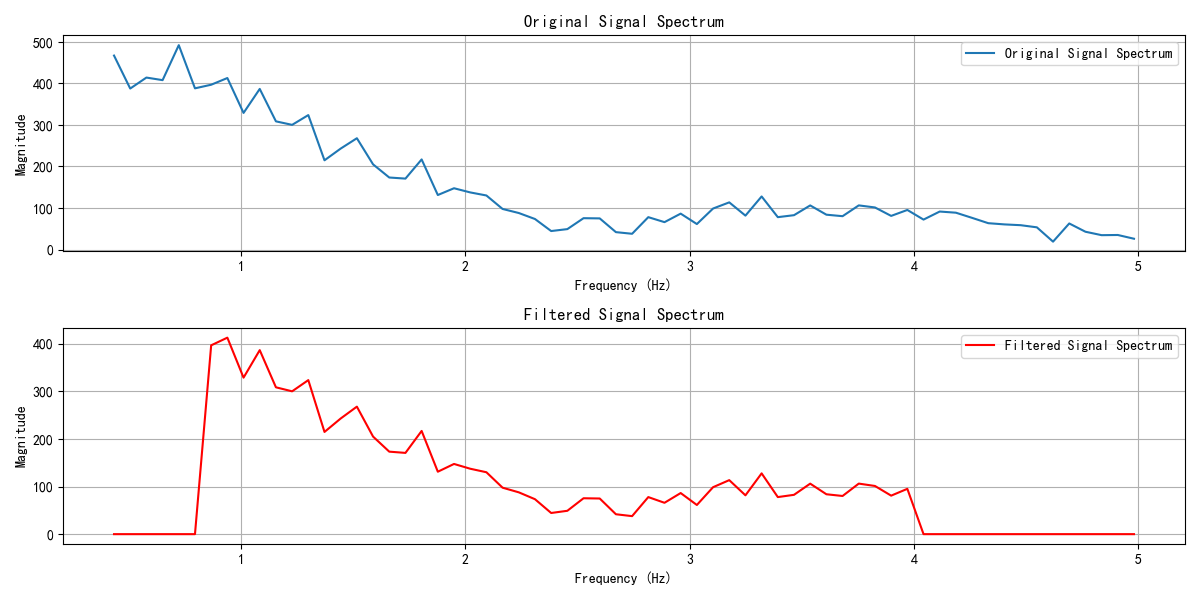 Original Signal Spectrum
Original Signal Spectrum
Magnitude
500
400
300
200
100
0
1 2 3 4 5
Frequency (Hz)
Filtered Signal Spectrum
Filtered Signal Spectrum
Magnitude
400
300
200
100
0
1 2 3 4 5
Frequency (Hz)